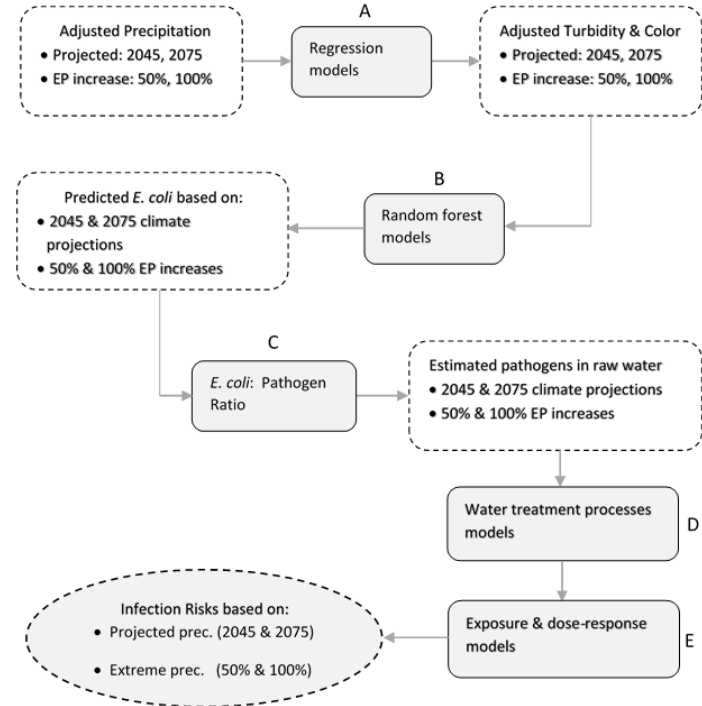 A
Adjusted Precipitation
• Projected: 2045, 2075
• EP increase: 50%, 100%
Regression
models
Adjusted Turbidity & Color
• Projected: 2045, 2075
• EP increase: 50%, 100%
B
Predicted E. coli based on:
• 2045 & 2075 climate
projections
• 50% & 100% EP increases
Random forest
models
C
E. coli: Pathogen
Ratio
Estimated pathogens in raw water
• 2045 & 2075 climate projections
• 50% & 100% EP increases
Water treatment processes
models
D
Infection Risks based on:
• Projected prec. (2045 & 2075)
• Extreme prec. (50% & 100%)
Exposure & dose-response
models
E